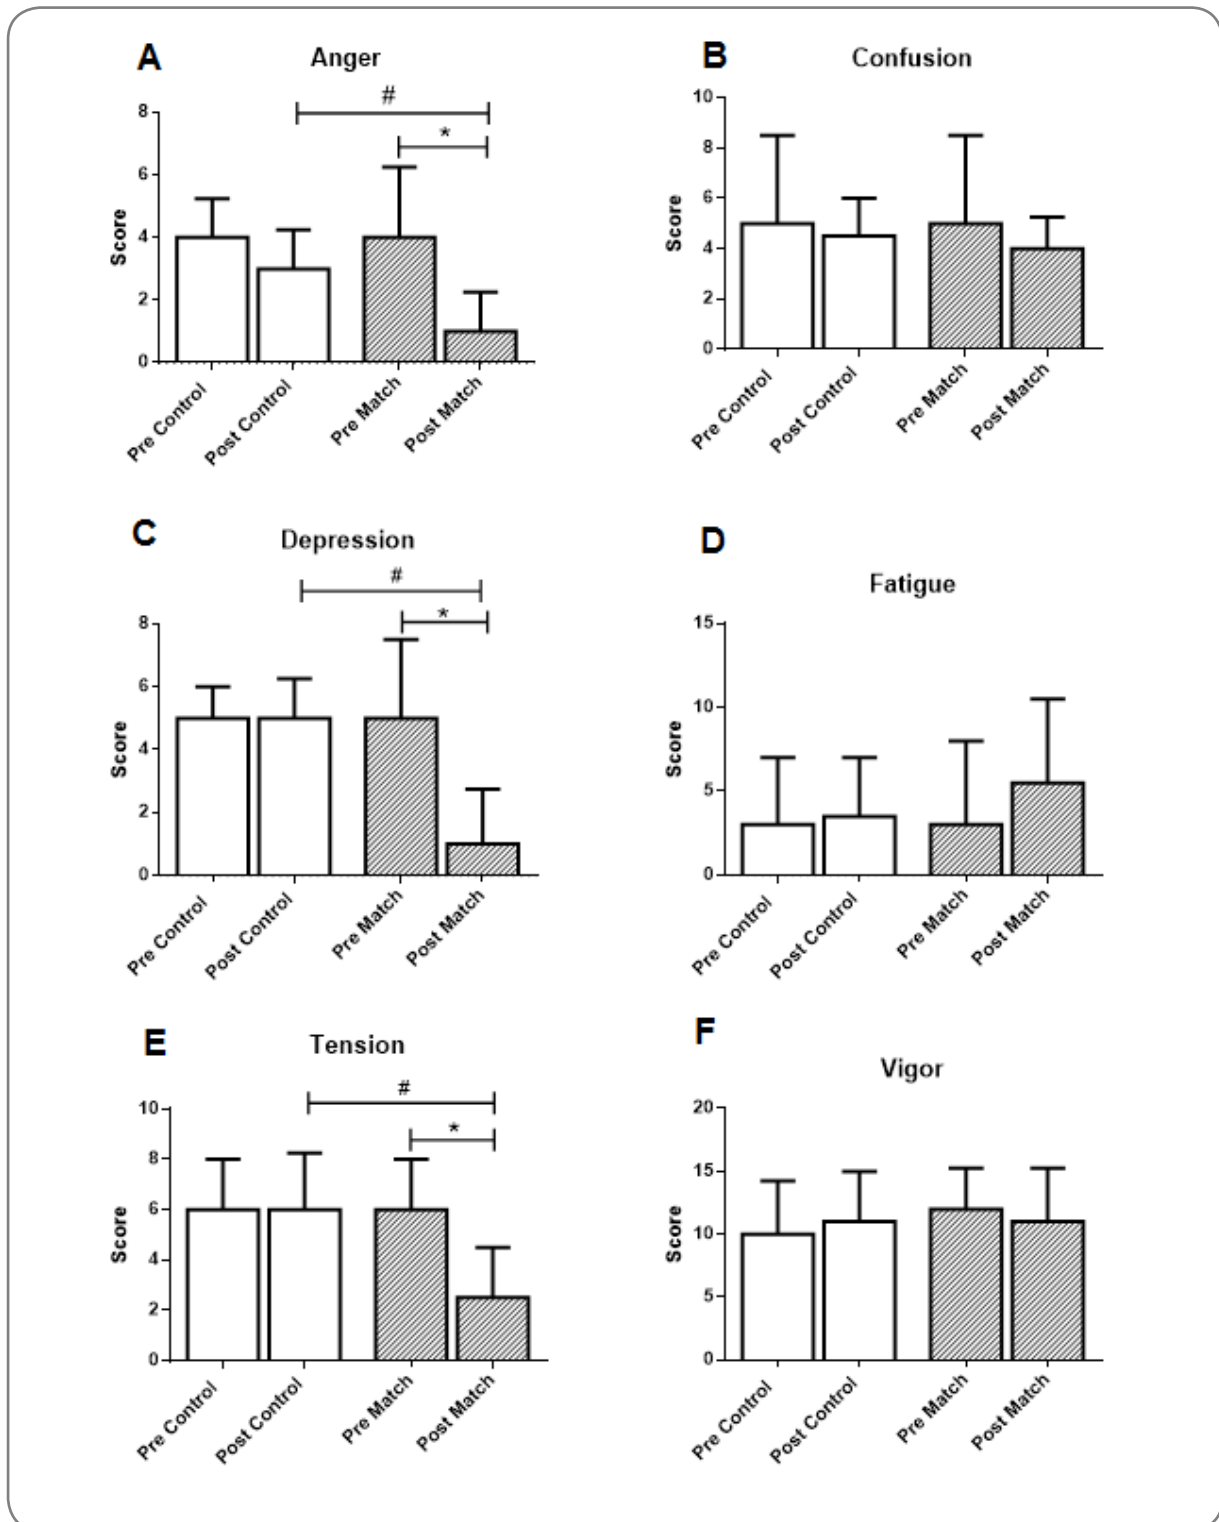 A
Anger
#
*
8
6
4
2
0
Score
Pre Control
Post Control
Pre Match
Post Match
B
Confusion
10
8
6
4
2
0
Score
Pre Control
Post Control
Pre Match
Post Match
C
Depression
#
*
8
6
4
2
0
Score
Pre Control
Post Control
Pre Match
Post Match
D
Fatigue
15
10
5
0
Score
Pre Control
Post Control
Pre Match
Post Match
E
Tension
#
*
10
8
6
4
2
0
Score
Pre Control
Post Control
Pre Match
Post Match
F
Vigor
20
15
10
5
0
Score
Pre Control
Post Control
Pre Match
Post Match